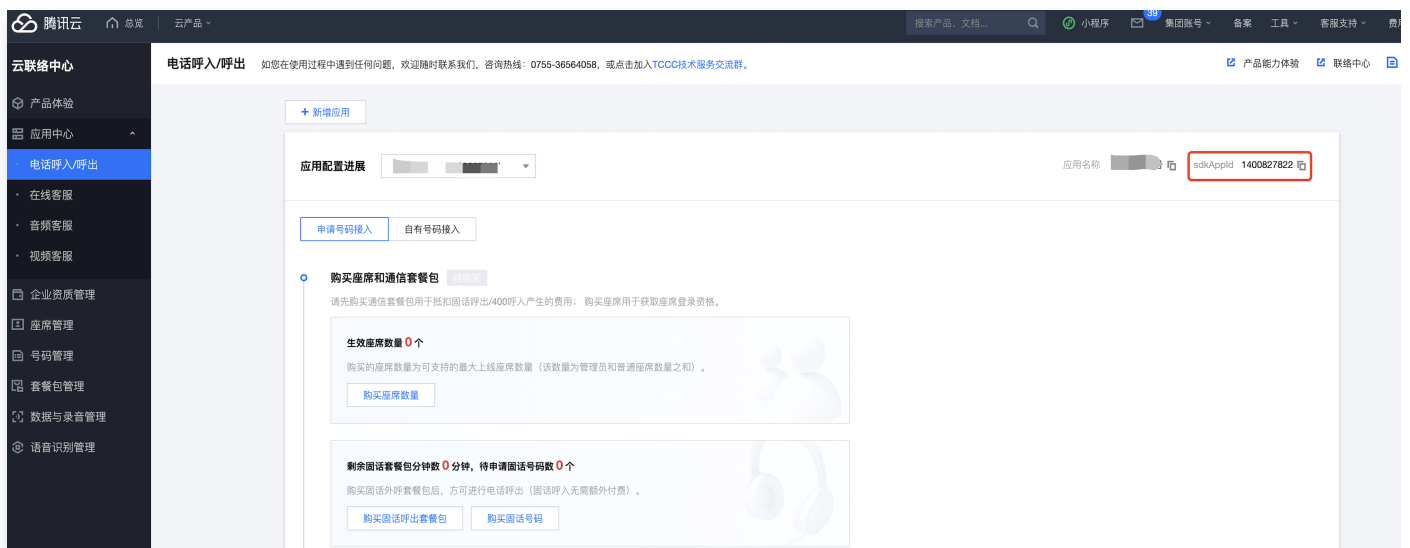 腾讯云 总览 云产品 搜索产品、文档... 小程序 39 集团账号 备案 工具 客服支持
云联络中心
电话呼入/呼出 如您在使用过程中遇到任何问题，欢迎随时联系我们，咨询热线：0755-36564058，或点击加入TCCC技术服务交流群。 产品能力体验 联络中心
产品体验
应用中心
电话呼入/呼出
在线客服
音频客服
视频客服
企业资质管理
座席管理
号码管理
套餐包管理
数据与录音管理
语音识别管理
+ 新增应用
应用配置进展 应用名称 sdkAppId 1400827822
申请号码接入 自有号码接入
购买座席和通信套餐包 待购买
请先购买通信套餐包用于抵扣固话呼出/400呼入产生的费用； 购买座席用于获取座席登录资格。
生效座席数量 0 个
购买的座席数量为可支持的最大上线座席数量（该数量为管理员和普通座席数量之和）。
购买座席数量
剩余固话套餐包分钟数 0 分钟，待申请固话号码数 0 个
购买固话外呼套餐包后，方可进行电话呼出（固话呼入无需额外付费）。
购买固话呼出套餐包 购买固话号码